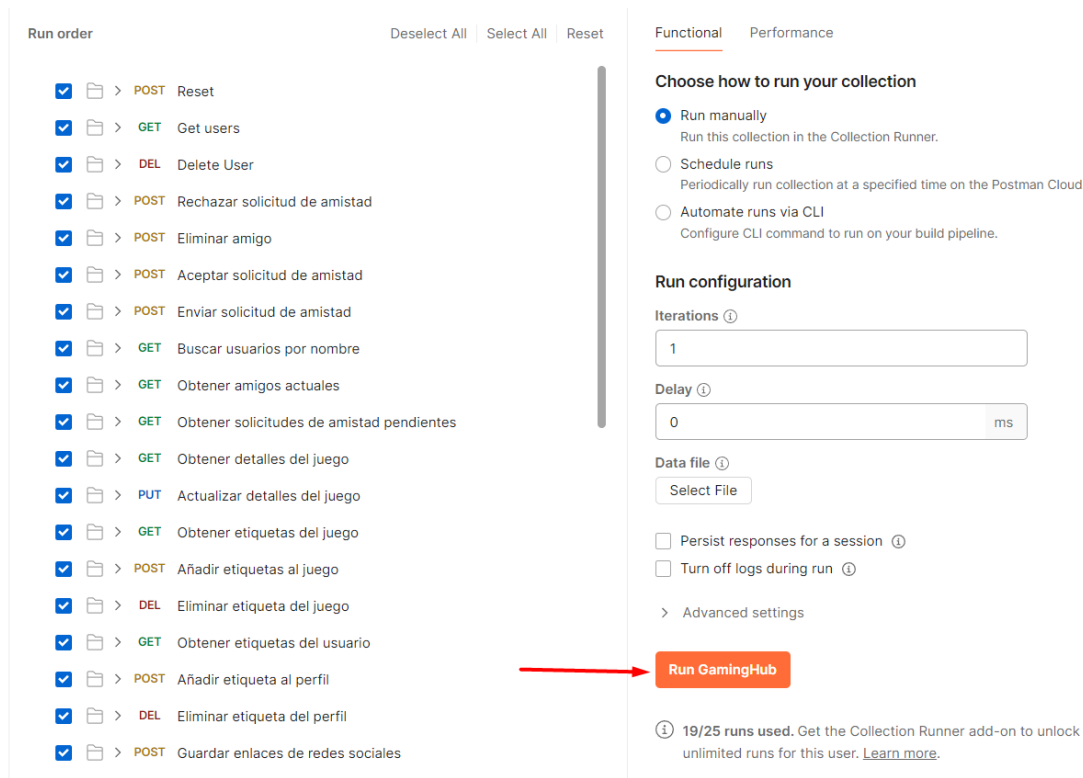 Run order
Deselect All
Select All
Reset
POST Reset
GET Get users
DEL Delete User
POST Rechazar solicitud de amistad
POST Eliminar amigo
POST Aceptar solicitud de amistad
POST Enviar solicitud de amistad
GET Buscar usuarios por nombre
GET Obtener amigos actuales
GET Obtener solicitudes de amistad pendientes
GET Obtener detalles del juego
PUT Actualizar detalles del juego
GET Obtener etiquetas del juego
POST Añadir etiquetas al juego
DEL Eliminar etiqueta del juego
GET Obtener etiquetas del usuario
POST Añadir etiqueta al perfil
DEL Eliminar etiqueta del perfil
POST Guardar enlaces de redes sociales
Functional
Performance
Choose how to run your collection
Run manually
Run this collection in the Collection Runner.
Schedule runs
Periodically run collection at a specified time on the Postman Cloud
Automate runs via CLI
Configure CLI command to run on your build pipeline.
Run configuration
Iterations
1
Delay
0 ms
Data file
Select File
Persist responses for a session
Turn off logs during run
Advanced settings
Run GamingHub
19/25 runs used. Get the Collection Runner add-on to unlock
unlimited runs for this user. Learn more.